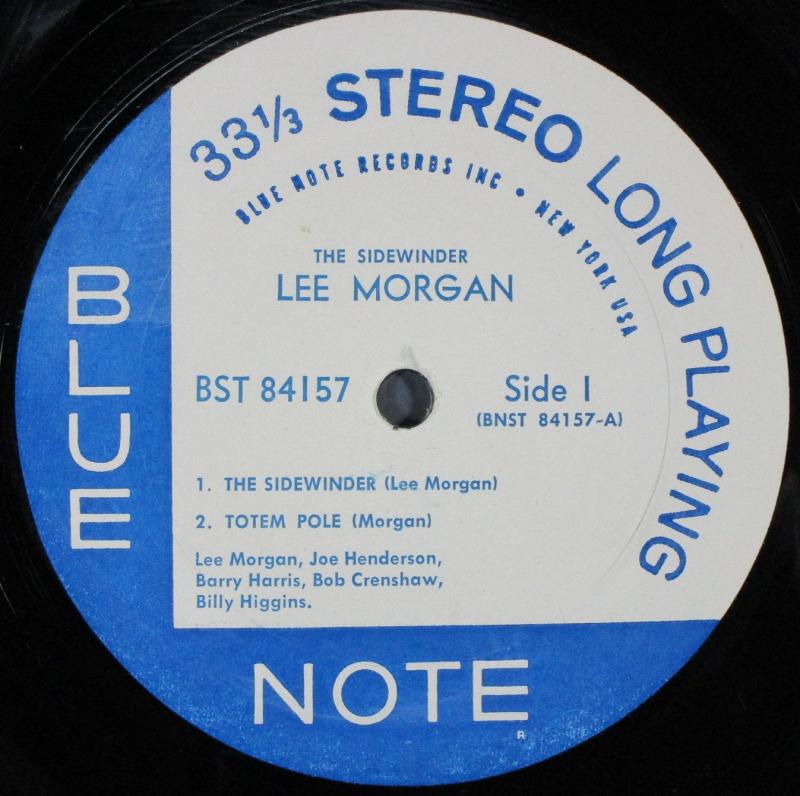 33⅓ STEREO LONG PLAYING
BLUE NOTE RECORDS INC • NEW YORK USA
THE SIDEWINDER
LEE MORGAN
BST 84157
Side 1
(BNST 84157-A)
1. THE SIDEWINDER (Lee Morgan)
2. TOTEM POLE (Morgan)
Lee Morgan, Joe Henderson,
Barry Harris, Bob Crenshaw,
Billy Higgins.
BLUE
NOTE
R